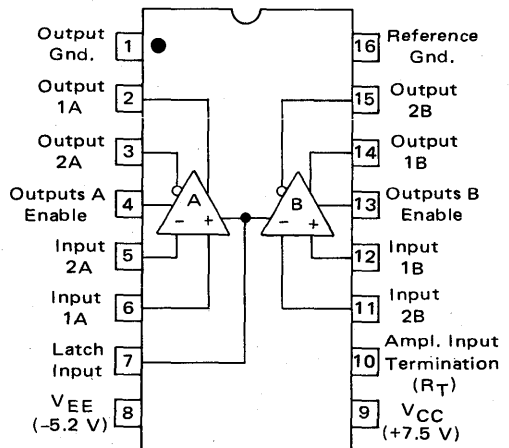 Output
Gnd.
1
16
Reference
Gnd.
Output
1A
2
15
Output
2B
Output
2A
3
14
Output
1B
Outputs A
Enable
4
A
B
13
Outputs B
Enable
- +
- +
Input
2A
5
12
Input
1B
Input
1A
6
11
Input
2B
Latch
Input
7
10
Ampl. Input
Termination
(RT)
VEE
(-5.2 V)
8
9
VCC
(+7.5 V)